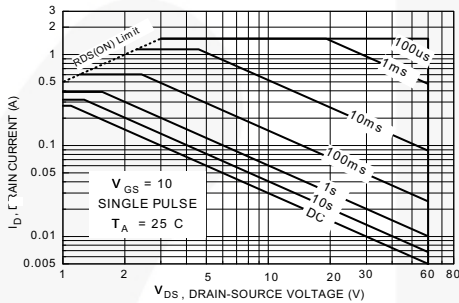 3
2
1
0.5
0.1
0.05
0.01
0.005
I D, DRAIN CURRENT (A)
RDS(ON) Limit
100us
1ms
10ms
100ms
1s
10s
DC
V GS = 10
SINGLE PULSE
T A = 25 C
1 2 5 10 20 30 60 80
V DS , DRAIN-SOURCE VOLTAGE (V)